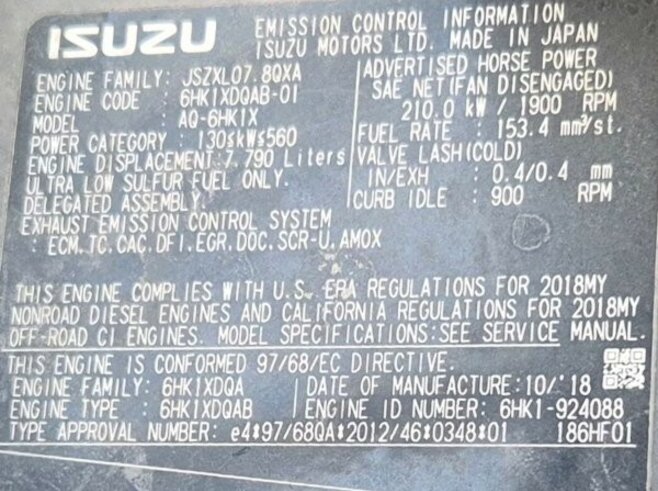 ISUZU
EMISSION CONTROL INFORMATION
ISUZU MOTORS LTD. MADE IN JAPAN
ENGINE FAMILY: JSZXL07.8QXA
ENGINE CODE : 6HK1XDQAB-01
MODEL : AQ-6HK1X
POWER CATEGORY : 130≤kW≤560
ENGINE DISPLACEMENT:7.790 Liters
ULTRA LOW SULFUR FUEL ONLY.
DELEGATED ASSEMBLY.
EXHAUST EMISSION CONTROL SYSTEM
: ECM.TC.CAC.DFI.EGR.DOC.SCR-U.AMOX
ADVERTISED HORSE POWER
SAE NET(FAN DISENGAGED)
210.0 kW / 1900 RPM
FUEL RATE : 153.4 mm³/st.
VALVE LASH(COLD)
IN/EXH : 0.4/0.4 mm
CURB IDLE : 900 RPM
THIS ENGINE COMPLIES WITH U.S. EPA REGULATIONS FOR 2018MY
NONROAD DIESEL ENGINES AND CALIFORNIA REGULATIONS FOR 2018MY
OFF-ROAD CI ENGINES. MODEL SPECIFICATIONS:SEE SERVICE MANUAL.
THIS ENGINE IS CONFORMED 97/68/EC DIRECTIVE.
ENGINE FAMILY: 6HK1XDQA
ENGINE TYPE : 6HK1XDQAB
DATE OF MANUFACTURE:10/'18
ENGINE ID NUMBER: 6HK1-924088
TYPE APPROVAL NUMBER: e4*97/68QA*2012/46*0348*01 186HF01